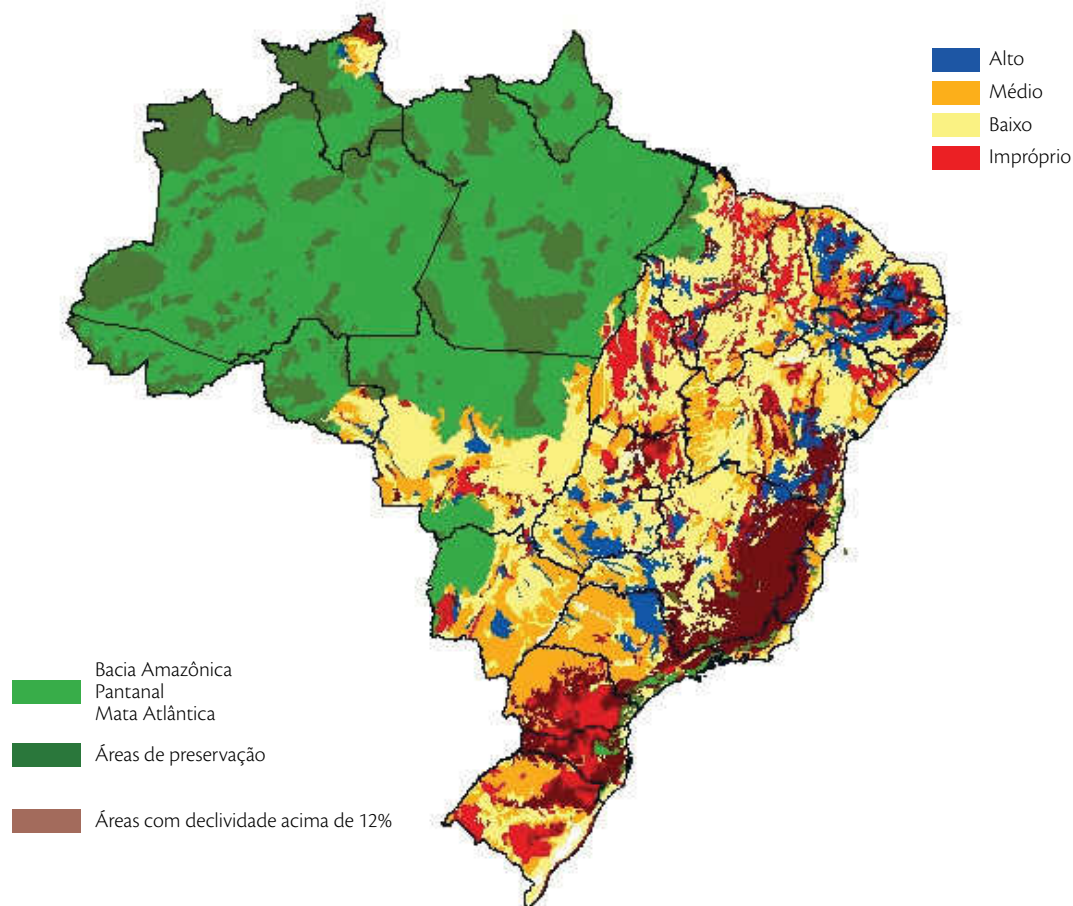 Alto
Médio
Baixo
Impróprio
Bacia Amazônica
Pantanal
Mata Atlântica
Áreas de preservação
Áreas com declividade acima de 12%